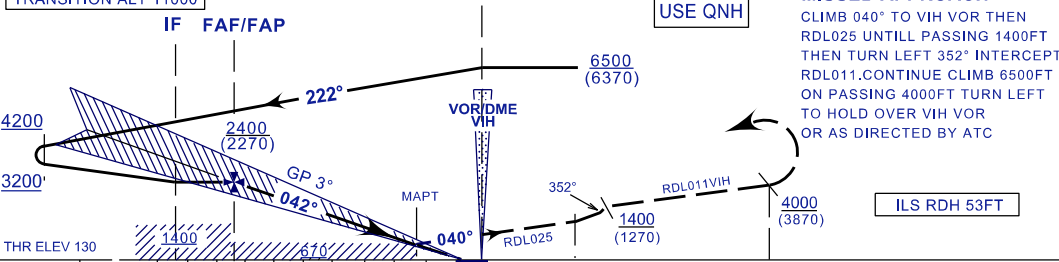 TRANSITION ALT 11000
IF FAF/FAP
USE QNH
CLIMB 040° TO VIH VOR THEN
RDL025 UNTILL PASSING 1400FT
THEN TURN LEFT 352° INTERCEPT
RDL011.CONTINUE CLIMB 6500FT
ON PASSING 4000FT TURN LEFT
TO HOLD OVER VIH VOR
OR AS DIRECTED BY ATC
6500
(6370)
222°
VOR/DME
VIH
4200
2400
(2270)
3200'
GP 3°
042°
MAPT
352°
RDL011VIH
4000
(3870)
ILS RDH 53FT
1400
(1270)
RDL025
040°
1400
670
THR ELEV 130